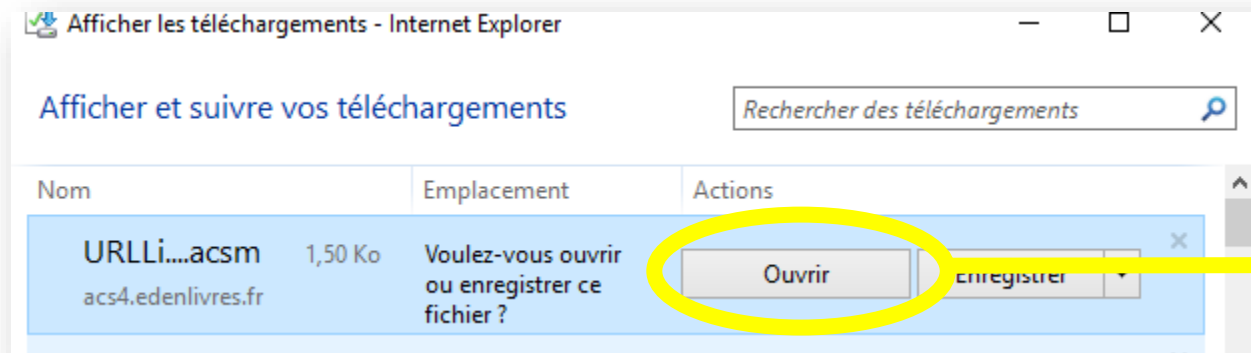 Afficher les téléchargements - Internet Explorer
Afficher et suivre vos téléchargements
Rechercher des téléchargements
Nom
Emplacement
Actions
URLLi....acsm
1,50 Ko
acs4.edenlivres.fr
Voulez-vous ouvrir
ou enregistrer ce
fichier ?
Ouvrir
Enregistrer